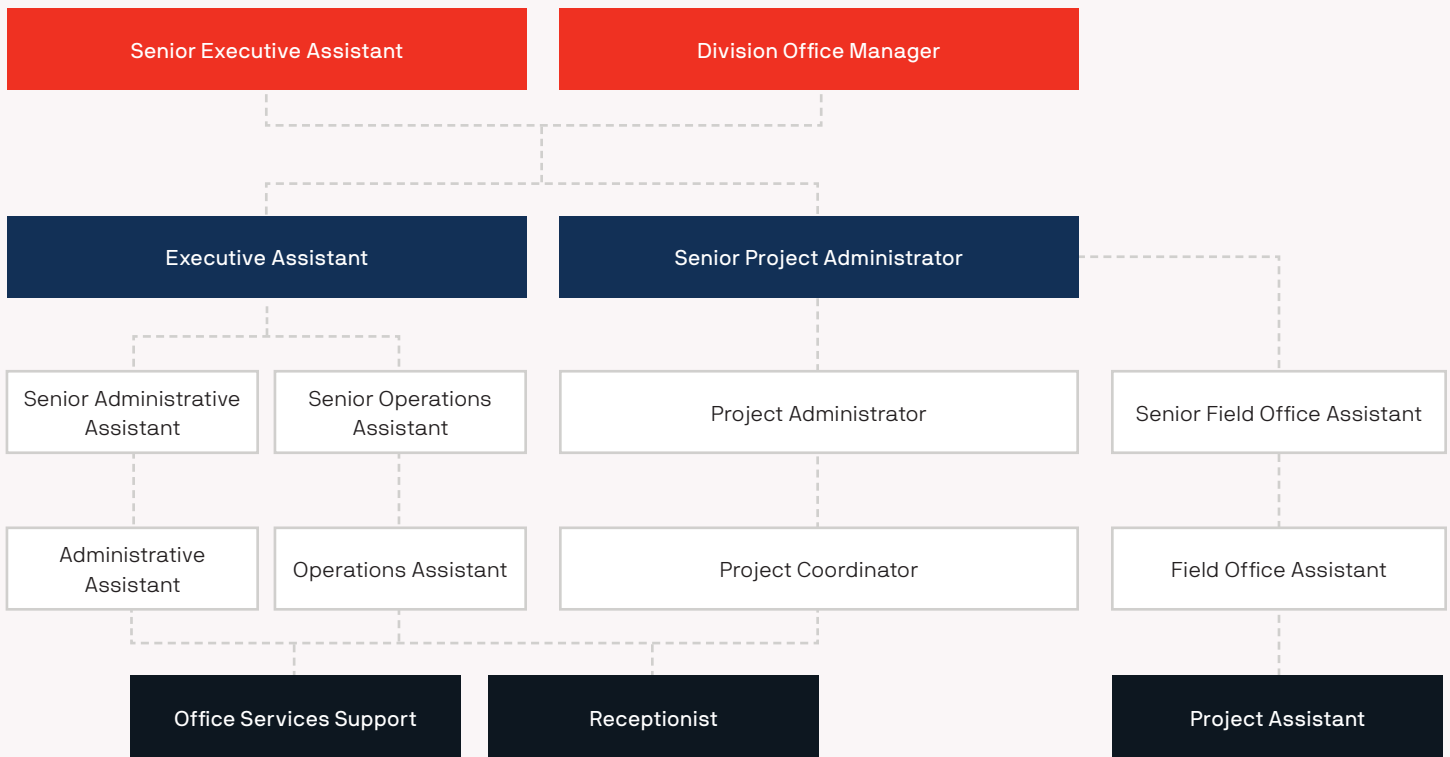 Senior Executive Assistant
Division Office Manager
Executive Assistant
Senior Project Administrator
Senior Administrative
Assistant
Senior Operations
Assistant
Project Administrator
Senior Field Office Assistant
Administrative
Assistant
Operations Assistant
Project Coordinator
Field Office Assistant
Office Services Support
Receptionist
Project Assistant